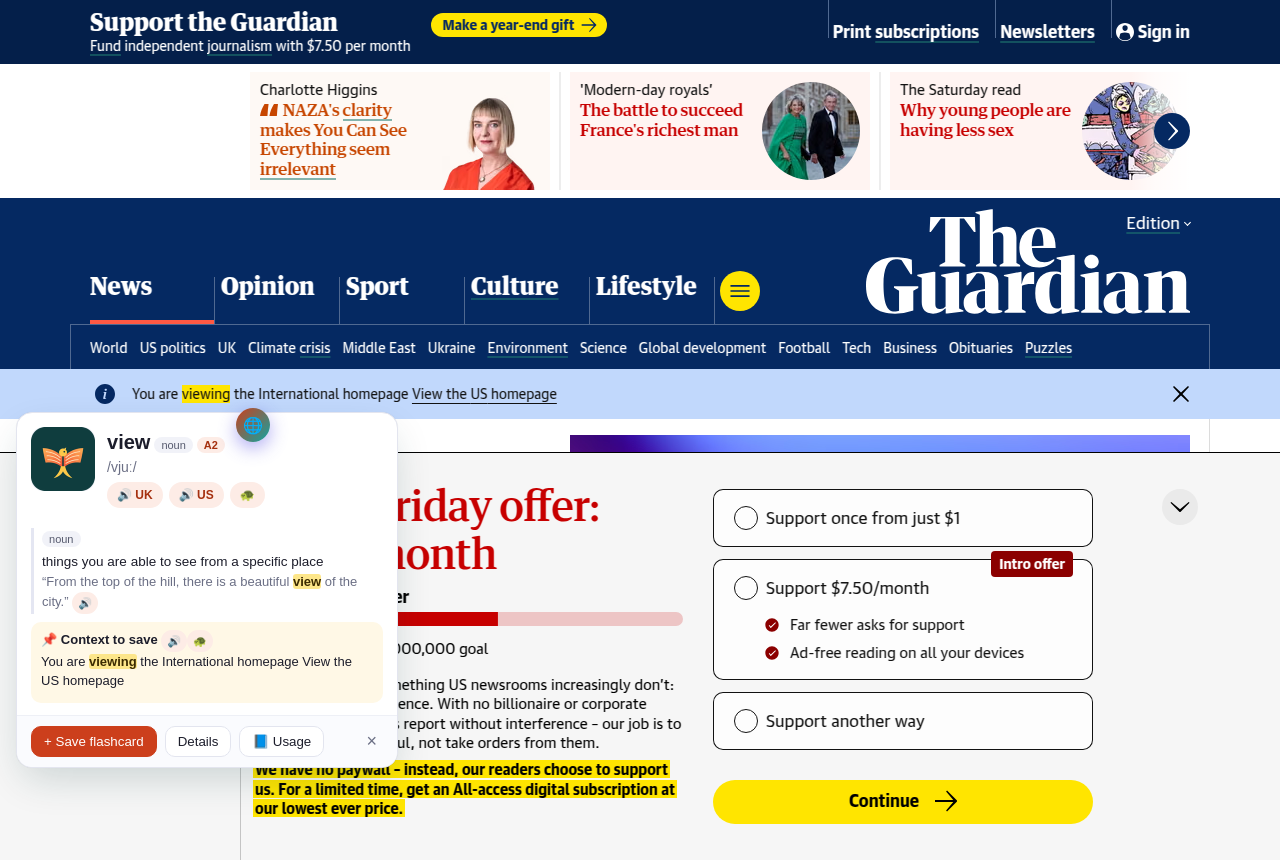 Support the Guardian
Fund independent journalism with $7.50 per month
Make a year-end gift
Print subscriptions
Newsletters
Sign in
Charlotte Higgins
NAZA's clarity
makes You Can See
Everything seem
irrelevant
'Modern-day royals'
The battle to succeed
France's richest man
The Saturday read
Why young people are
having less sex
Edition
The
Guardian
News
Opinion
Sport
Culture
Lifestyle
World US politics UK Climate crisis Middle East Ukraine Environment Science Global development Football Tech Business Obituaries Puzzles
You are viewing the International homepage View the US homepage
view noun A2
/vjuː/
🔊 UK 🔊 US
noun
things you are able to see from a specific place
“From the top of the hill, there is a beautiful view of the
city.”
📌 Context to save
You are viewing the International homepage View the
US homepage
+ Save flashcard
Details
📘 Usage
×
riday offer:
onth
er
000,000 goal
ething US newsrooms increasingly don't:
ence. With no billionaire or corporate
s report without interference – our job is to
ul, not take orders from them.
We have no paywall – instead, our readers choose to support
us. For a limited time, get an All-access digital subscription at
our lowest ever price.
Support once from just $1
Intro offer
Support $7.50/month
Far fewer asks for support
Ad-free reading on all your devices
Support another way
Continue